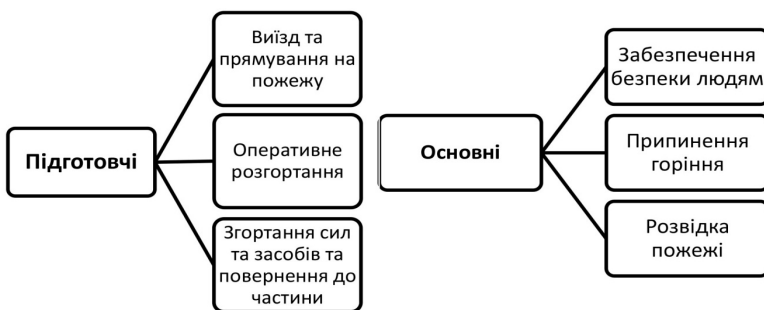 Підготовчі
Виїзд та
прямування на
пожежу
Оперативне
розгортання
Згортання сил
та засобів та
повернення до
частини
Основні
Забезпечення
безпеки людям
Припинення
горіння
Розвідка
пожежі